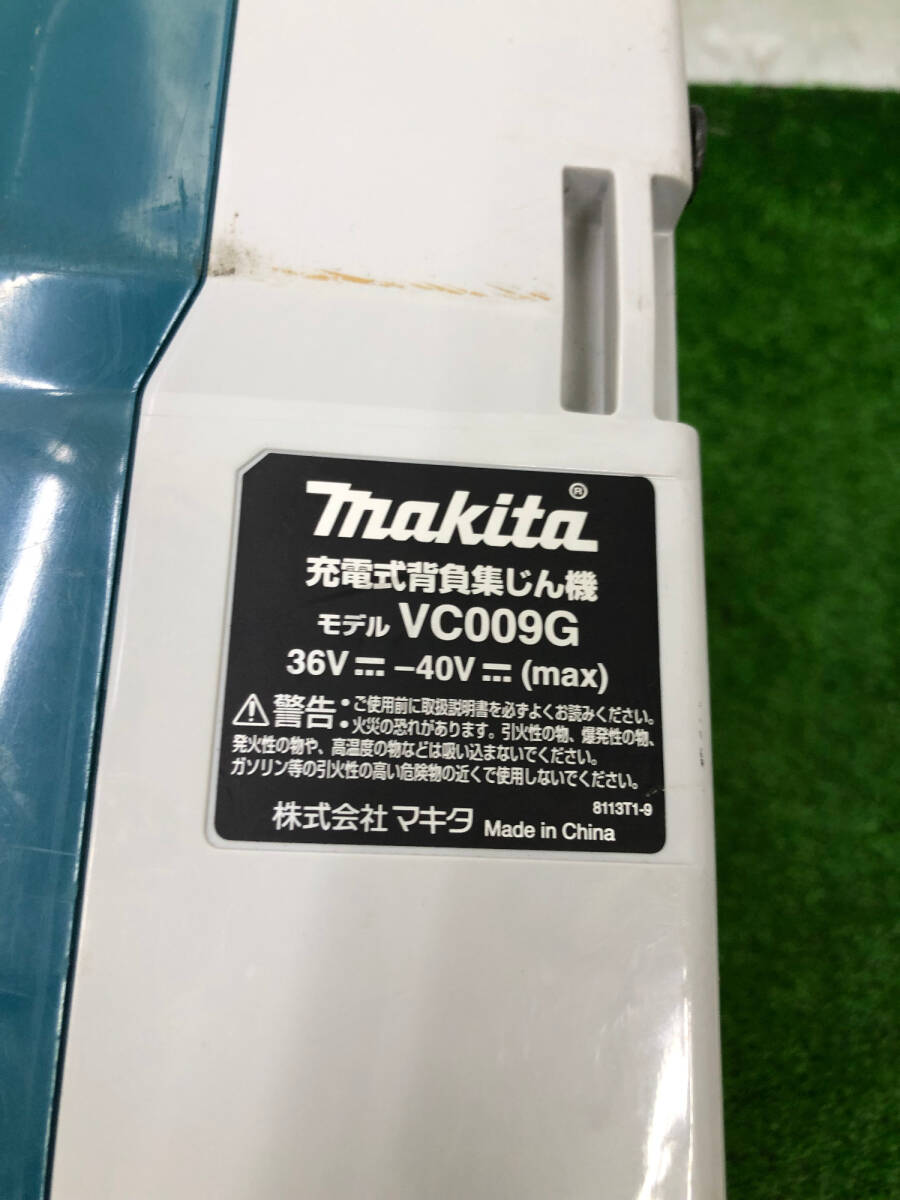 makita®
充電式背負集じん機
モデル VC009G
36V⎓–40V⎓(max)
⚠警告:ご使用前に取扱説明書を必ずよくお読みください。
火災の恐れがあります。引火性の物、爆発性の物、
発火性の物や、高温度の物などは吸い込まないでください。
ガソリン等の引火性の高い危険物の近くで使用しないでください。
8113T1-9
株式会社マキタ Made in China